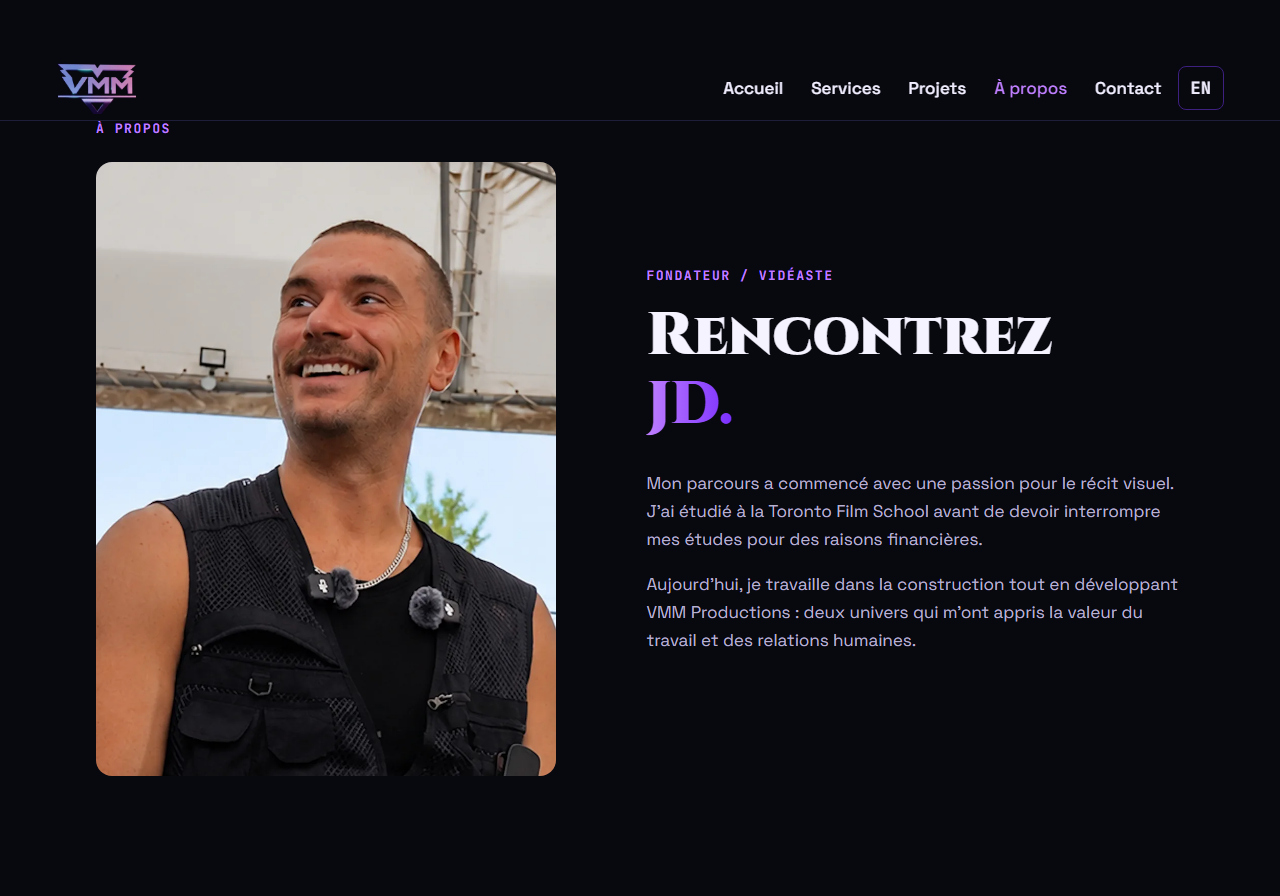 VMM
Accueil Services Projets À propos Contact EN
À PROPOS
FONDATEUR / VIDÉASTE
RENCONTREZ
JD.
Mon parcours a commencé avec une passion pour le récit visuel.
J’ai étudié à la Toronto Film School avant de devoir interrompre
mes études pour des raisons financières.
Aujourd’hui, je travaille dans la construction tout en développant
VMM Productions : deux univers qui m’ont appris la valeur du
travail et des relations humaines.